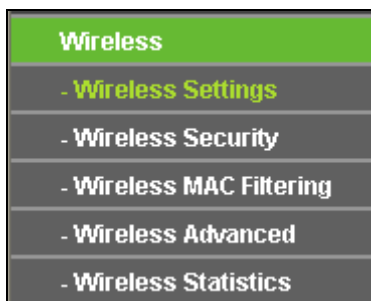 Wireless
- Wireless Settings
- Wireless Security
- Wireless MAC Filtering
- Wireless Advanced
- Wireless Statistics